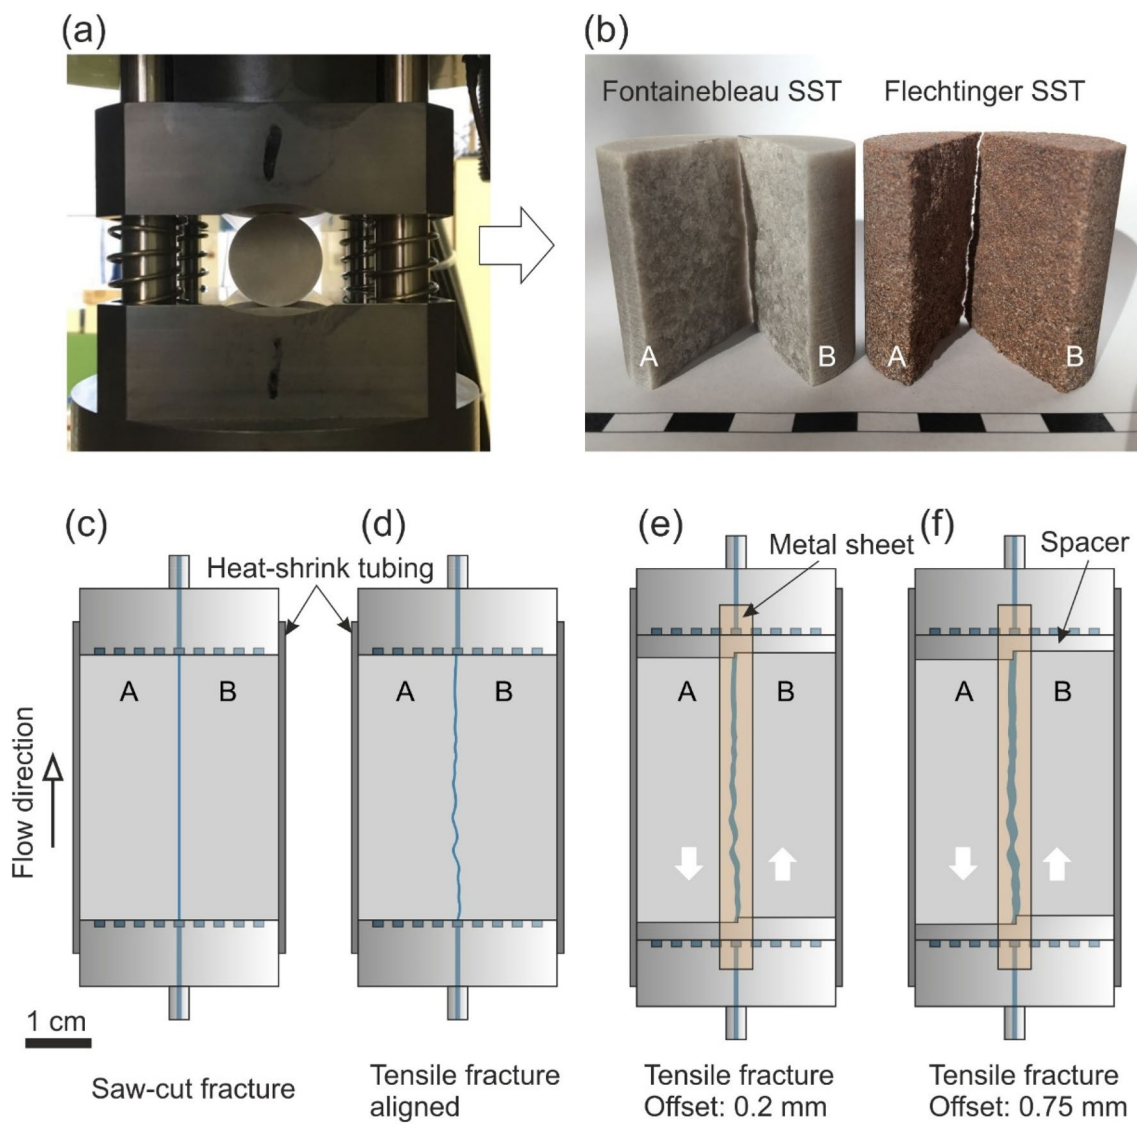 (a)
(b)
Fontainebleau SST
Flechtinger SST
A
B
A
B
(c)
(d)
(e)
(f)
Heat-shrink tubing
Metal sheet
Spacer
A
B
A
B
A
B
A
B
Flow direction
1 cm
Saw-cut fracture
Tensile fracture
aligned
Tensile fracture
Offset: 0.2 mm
Tensile fracture
Offset: 0.75 mm